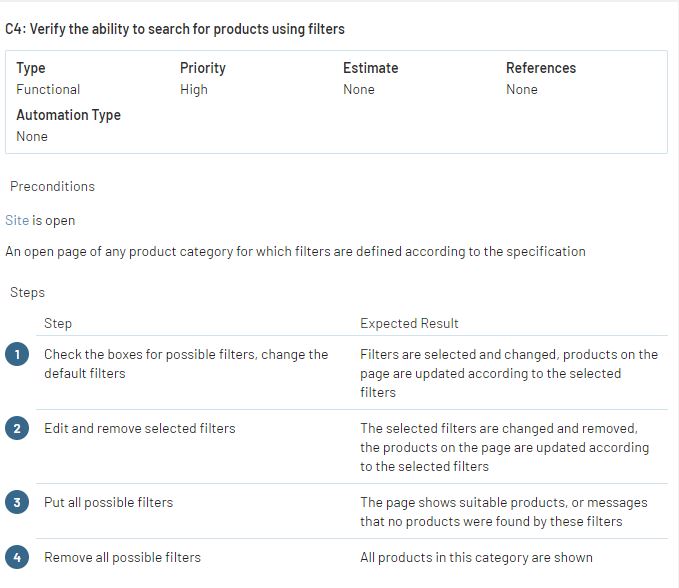 C4: Verify the ability to search for products using filters
Type Priority Estimate References
Functional High None None
Automation Type
None
Preconditions
Site is open
An open page of any product category for which filters are defined according to the specification
Steps
Step Expected Result
1 Check the boxes for possible filters, change the
default filters
Filters are selected and changed, products on the
page are updated according to the selected
filters
2 Edit and remove selected filters
The selected filters are changed and removed,
the products on the page are updated according
to the selected filters
3 Put all possible filters
The page shows suitable products, or messages
that no products were found by these filters
4 Remove all possible filters
All products in this category are shown